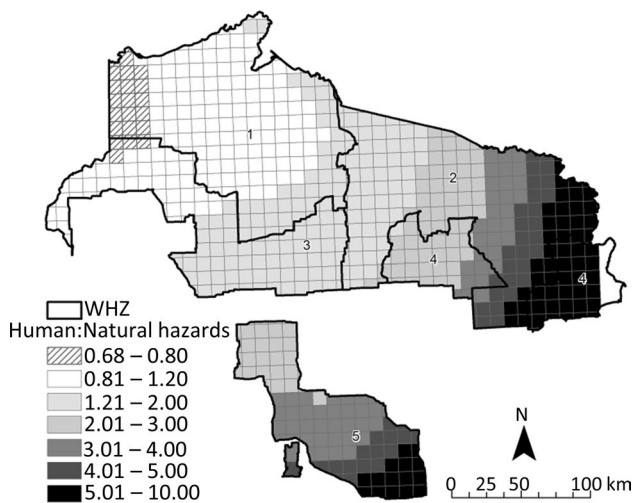 1
2
3
4
4
WHZ
Human:Natural hazards
0.68 – 0.80
0.81 – 1.20
1.21 – 2.00
2.01 – 3.00
3.01 – 4.00
4.01 – 5.00
5.01 – 10.00
5
N
0 25 50 100 km